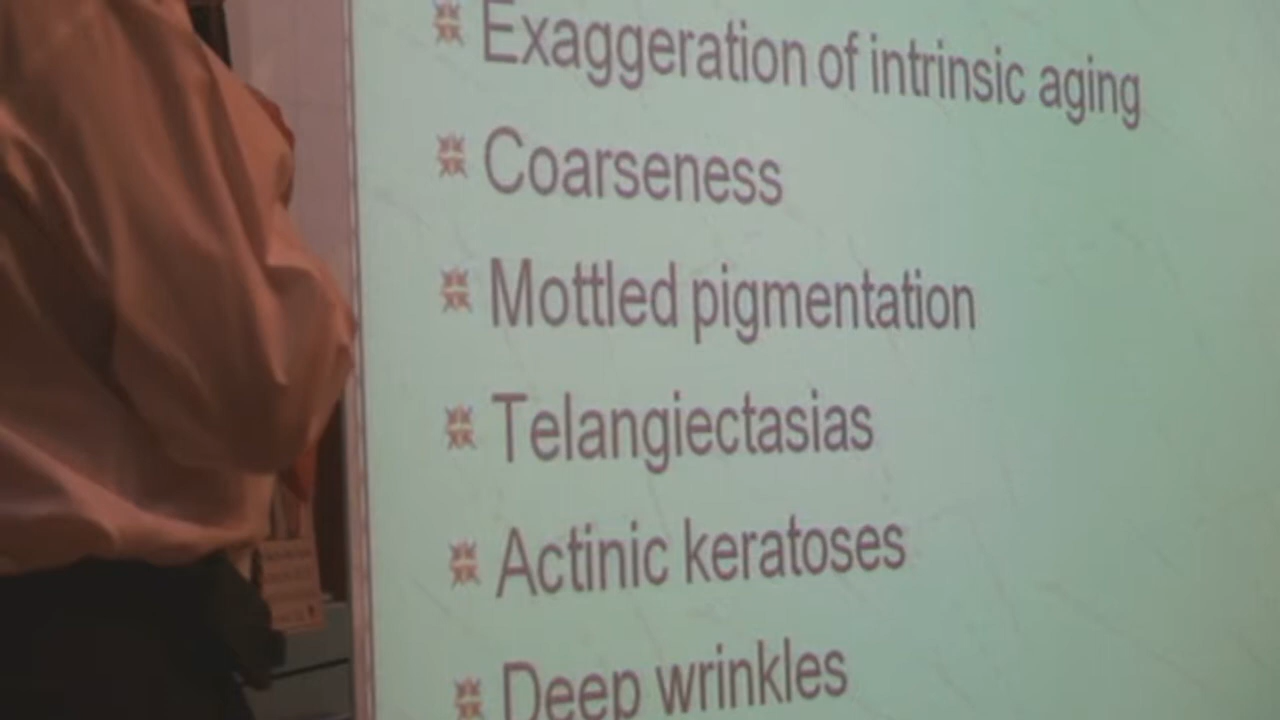 Exaggeration of intrinsic aging
Coarseness
Mottled pigmentation
Telangiectasias
Actinic keratoses
Deep wrinkles